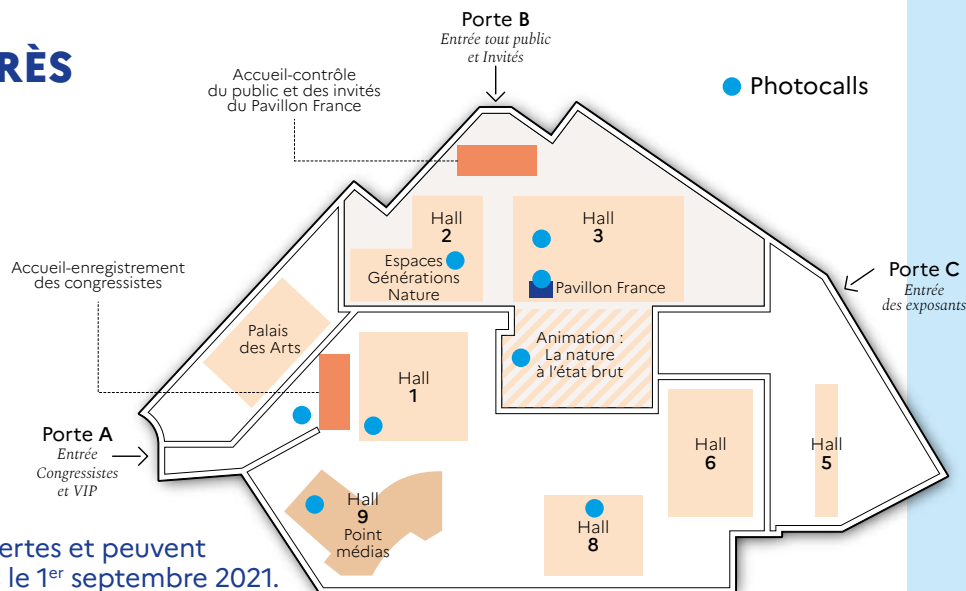 RÈS
Porte B
Entrée tout public
et Invités
Accueil-contrôle
du public et des invités
du Pavillon France
Photocalls
Hall
2
Espaces
Générations
Nature
Hall
3
Pavillon France
Accueil-enregistrement
des congressistes
Porte C
Entrée
des exposants
Palais
des Arts
Animation :
La nature
à l'état brut
Hall
1
Porte A
Entrée
Congressistes
et VIP
Hall
6
Hall
5
Hall
9
Point
médias
Hall
8
ertes et peuvent
le 1er septembre 2021.